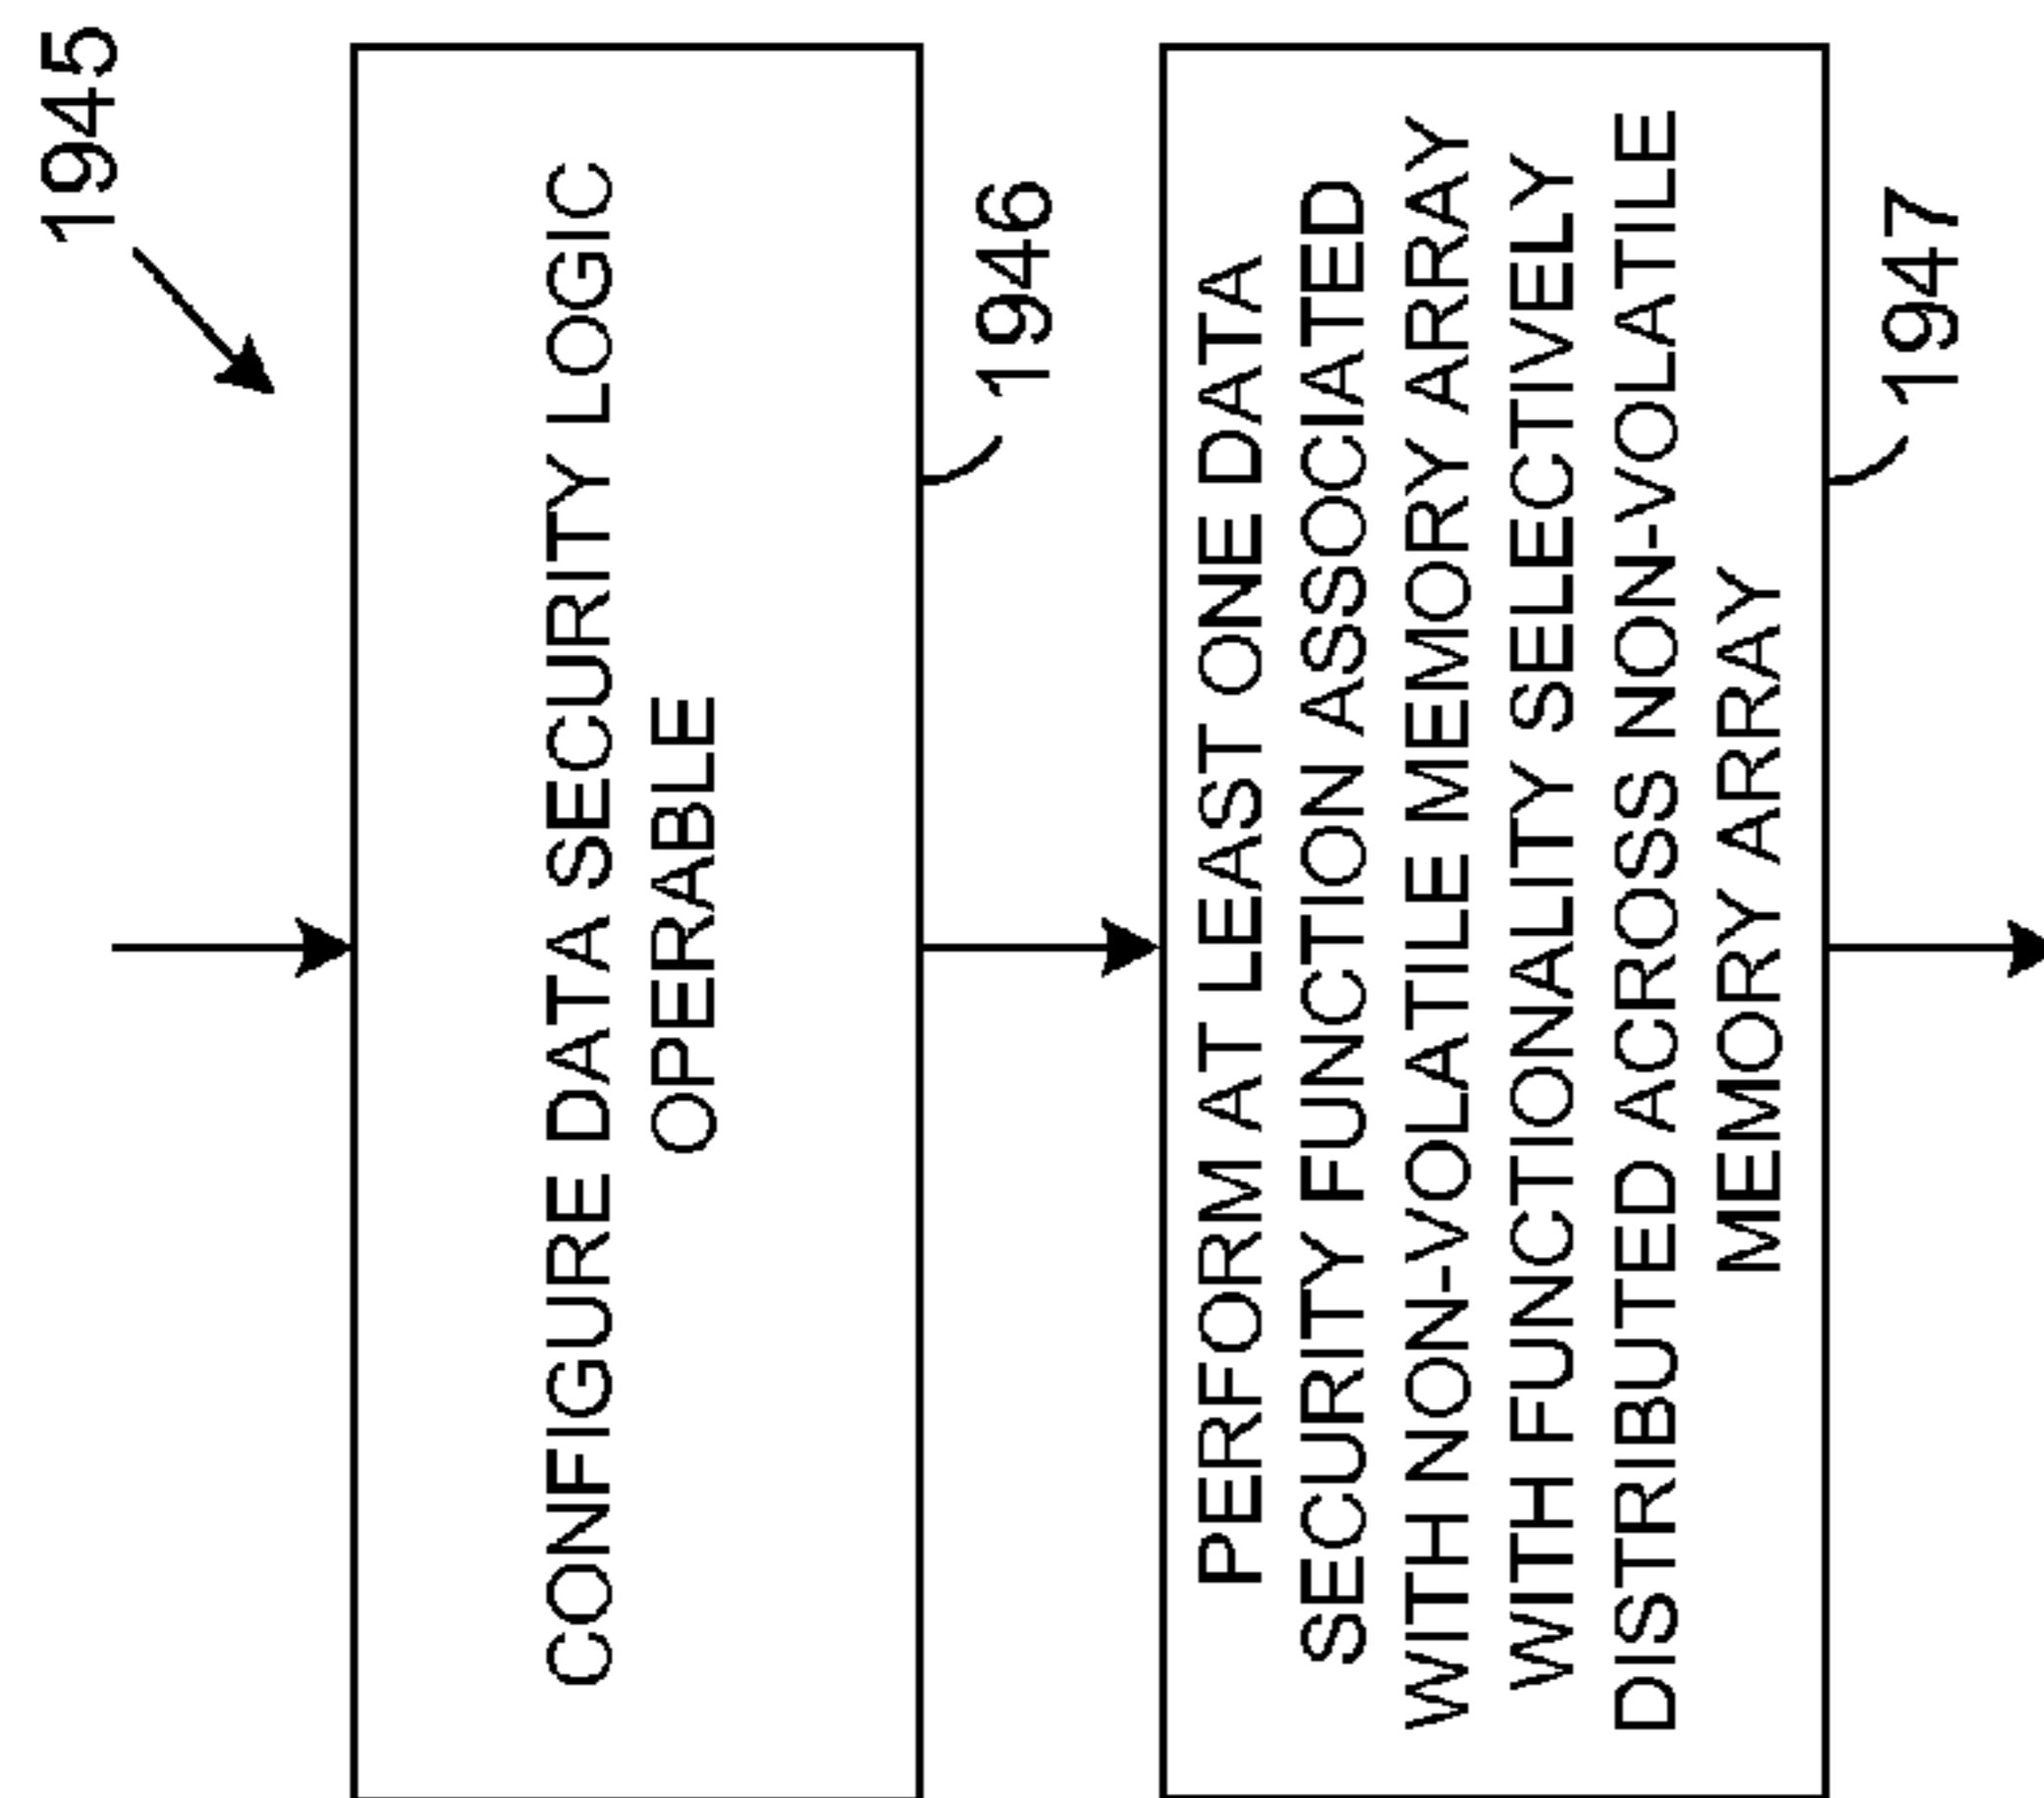 1945
CONFIGURE DATA SECURITY LOGIC
OPERABLE
1946
PERFORM AT LEAST ONE DATA
SECURITY FUNCTION ASSOCIATED
WITH NON-VOLATILE MEMORY ARRAY
WITH FUNCTIONALITY SELECTIVELY
DISTRIBUTED ACROSS NON-VOLATILE
MEMORY ARRAY
1947